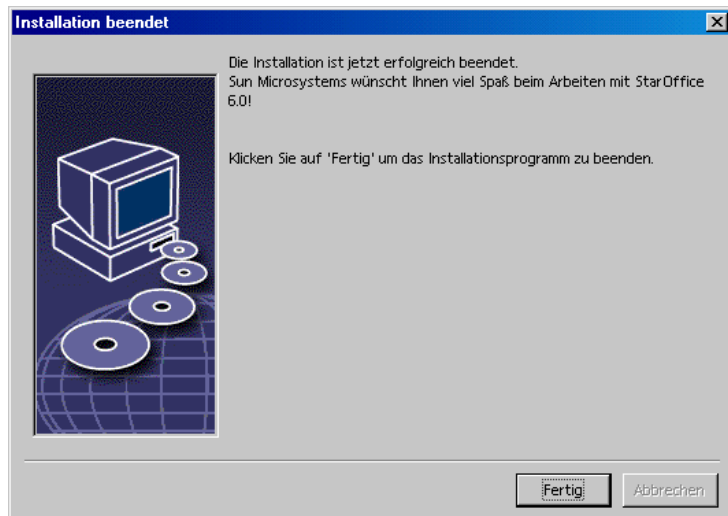 Installation beendet
Die Installation ist jetzt erfolgreich beendet.
Sun Microsystems wünscht Ihnen viel Spaß beim Arbeiten mit StarOffice
6.0!
Klicken Sie auf 'Fertig' um das Installationsprogramm zu beenden.
Fertig
Abbrechen